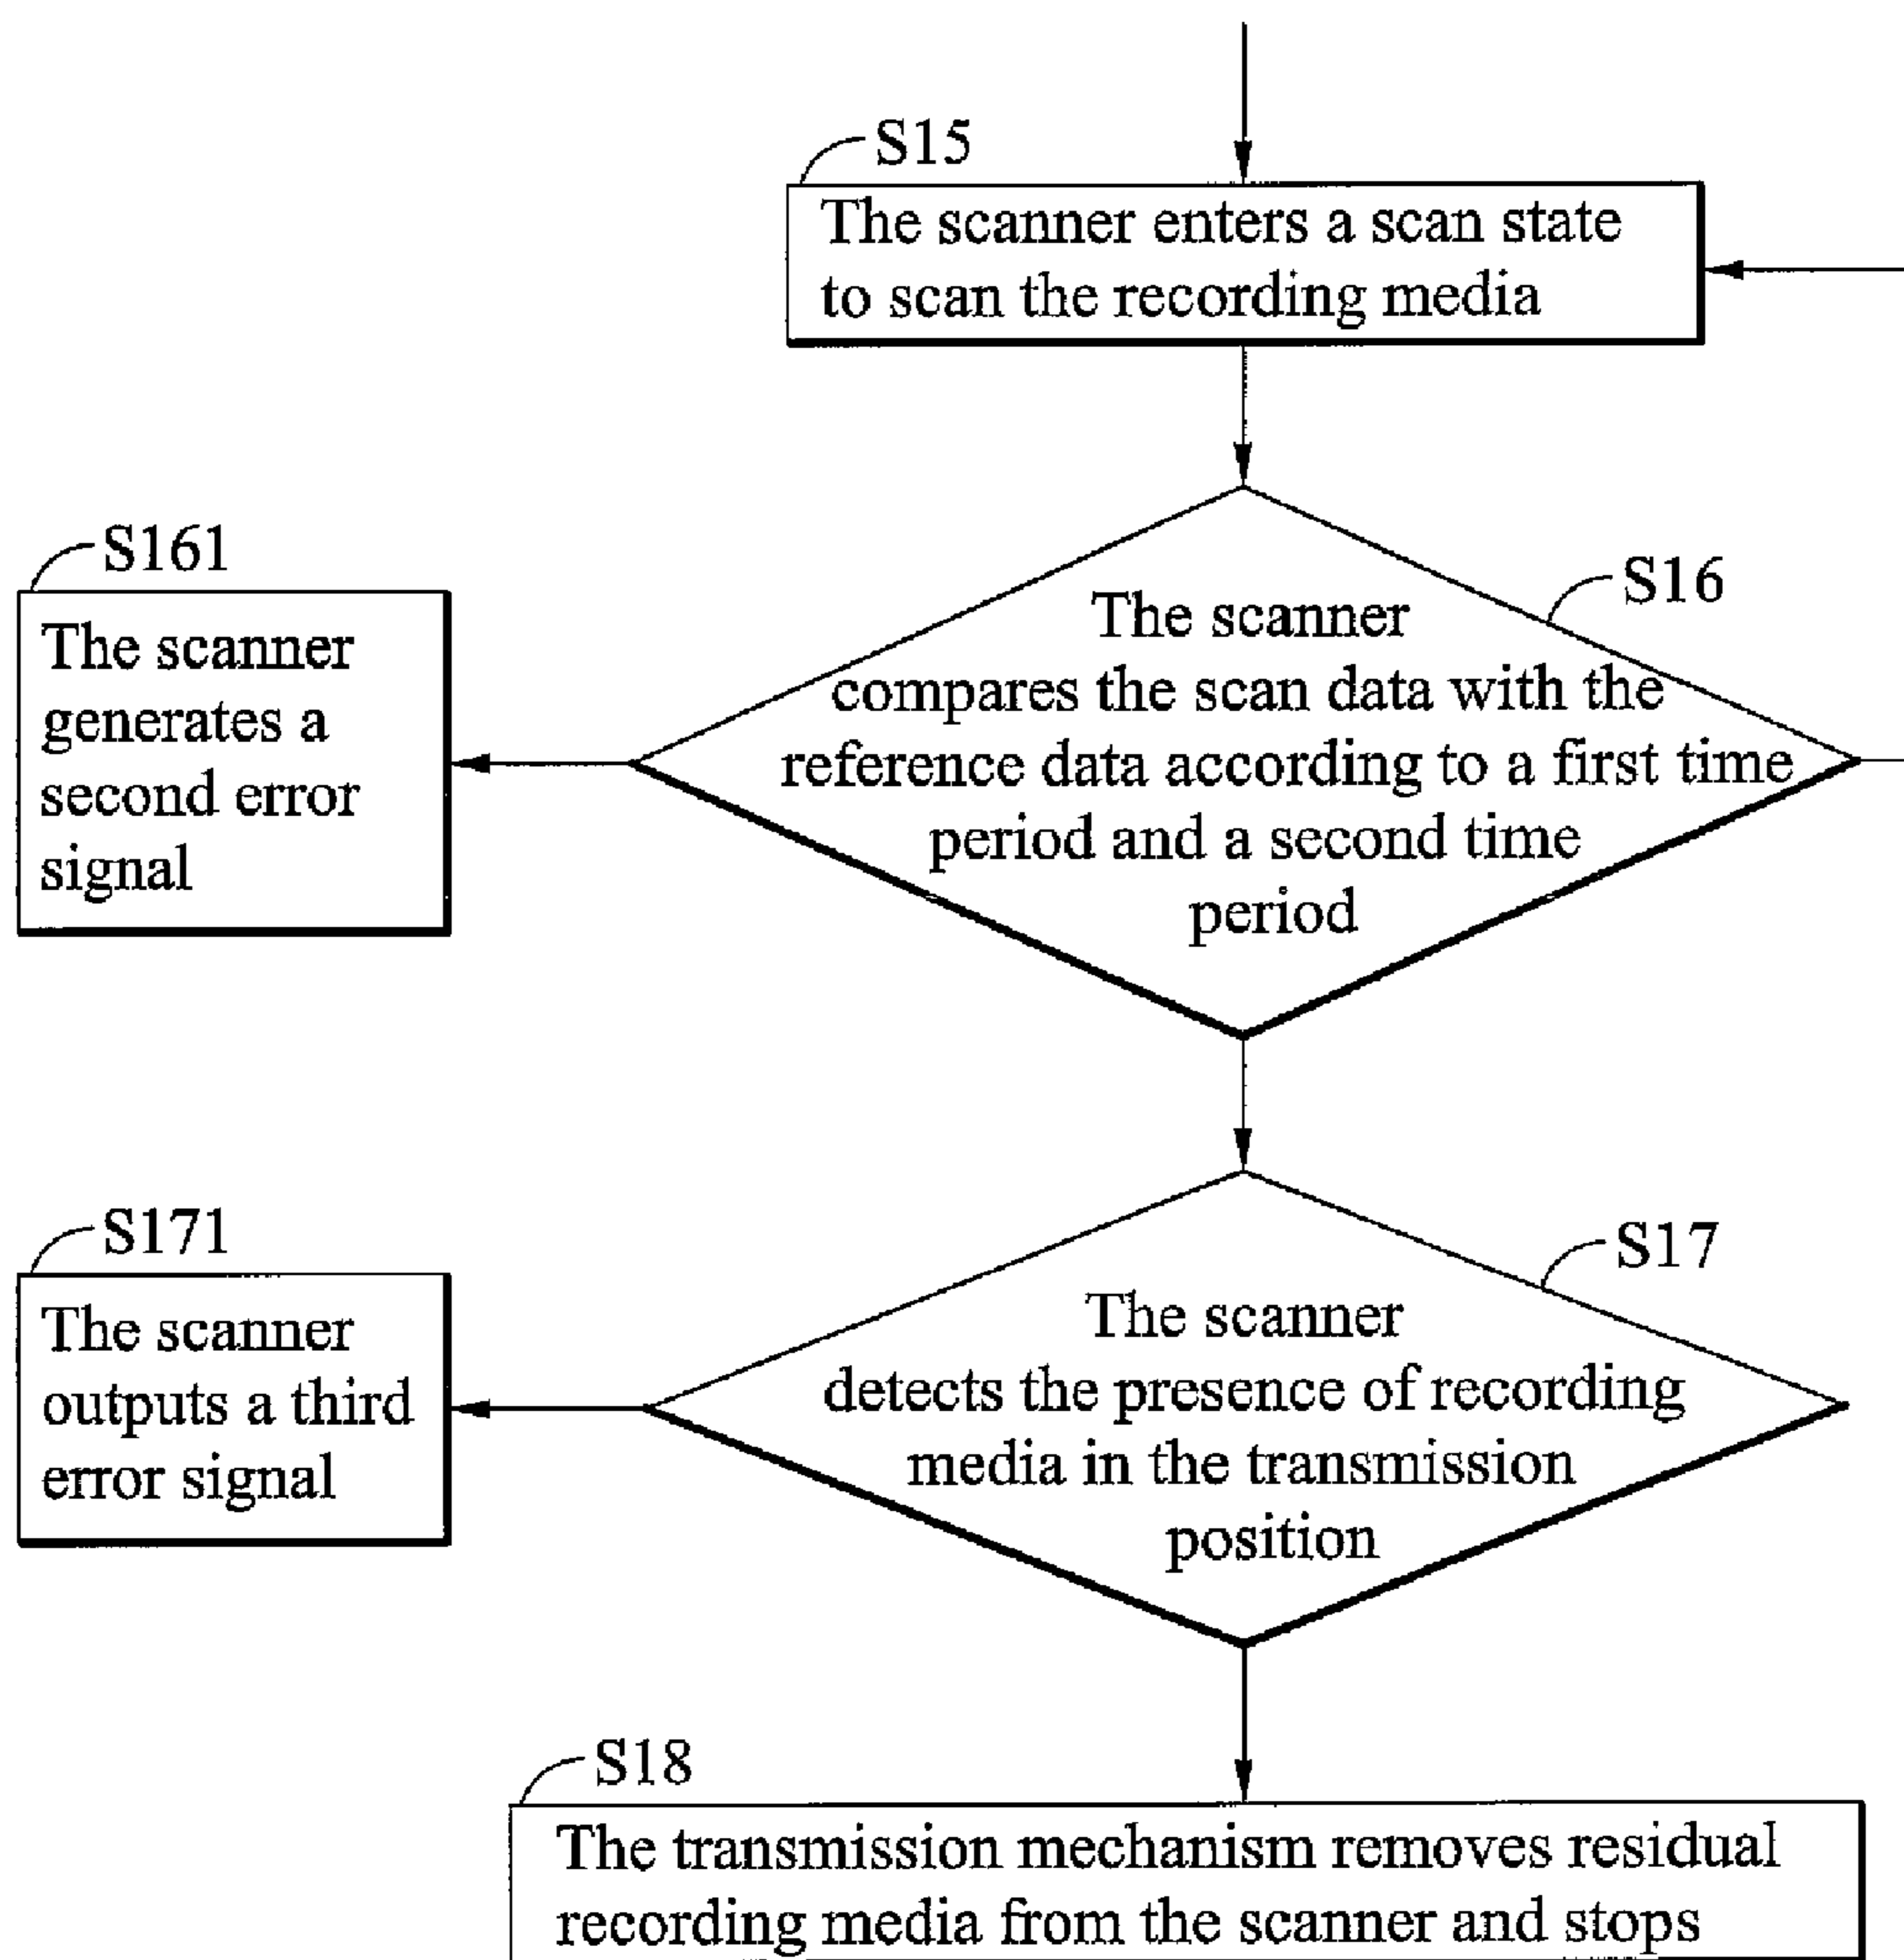 S15
The scanner enters a scan state
to scan the recording media
S161
The scanner
generates a
second error
signal
S16
The scanner
compares the scan data with the
reference data according to a first time
period and a second time
period
S171
The scanner
outputs a third
error signal
S17
The scanner
detects the presence of recording
media in the transmission
position
S18
The transmission mechanism removes residual
recording media from the scanner and stops